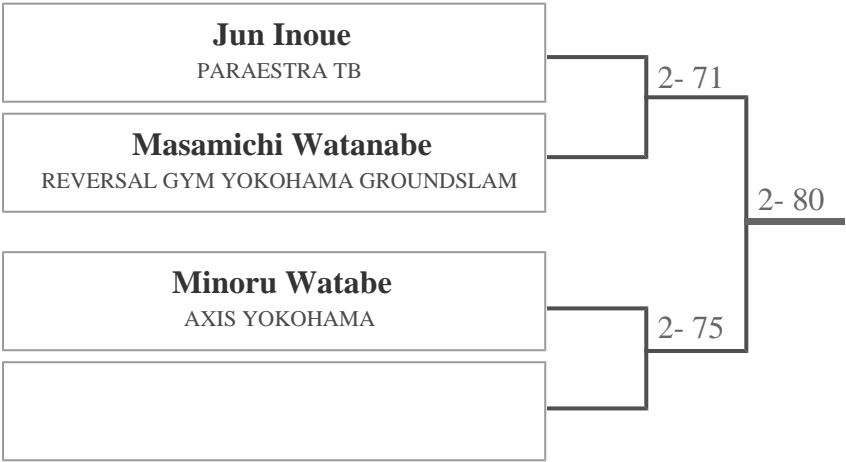 Jun Inoue
PARAESTRA TB
2- 71
Masamichi Watanabe
REVERSAL GYM YOKOHAMA GROUNDSLAM
2- 80
Minoru Watabe
AXIS YOKOHAMA
2- 75